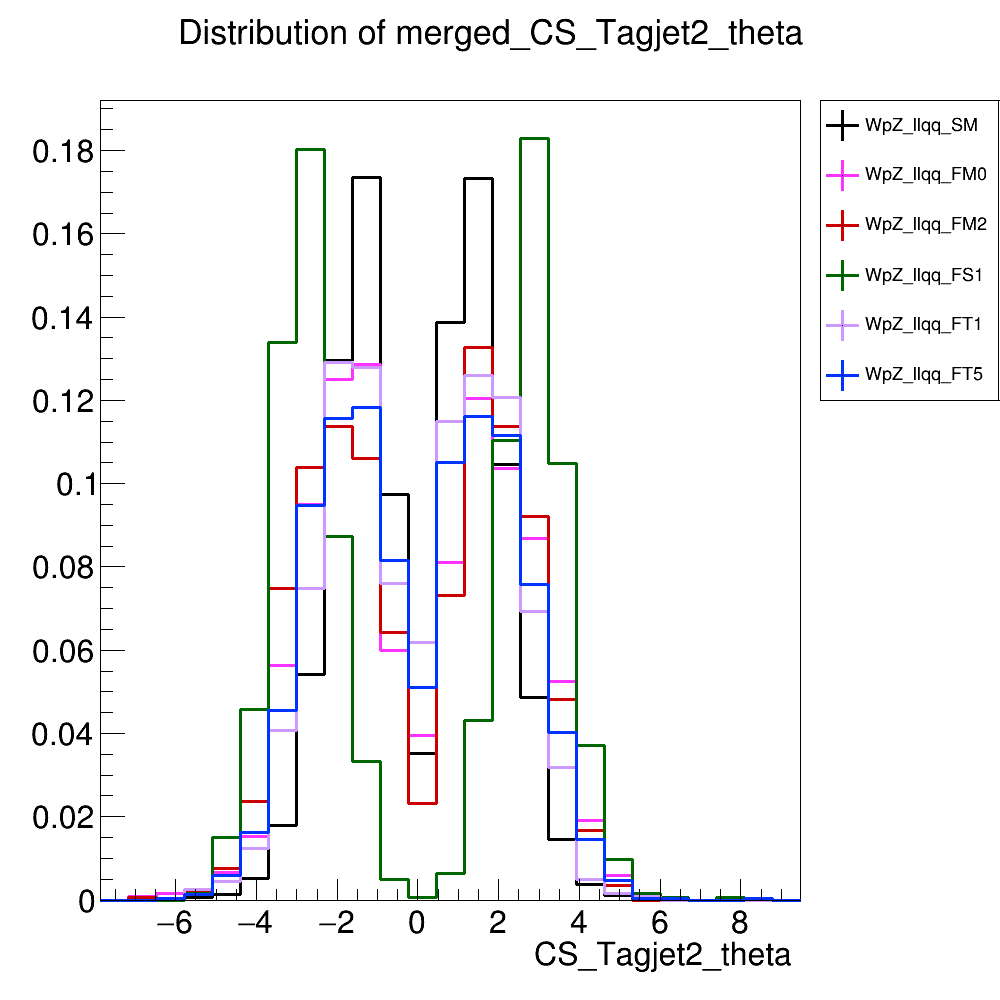 Distribution of merged_CS_Tagjet2_theta
WpZ_llqq_SM
WpZ_llqq_FM0
WpZ_llqq_FM2
WpZ_llqq_FS1
WpZ_llqq_FT1
WpZ_llqq_FT5
0.18
0.16
0.14
0.12
0.1
0.08
0.06
0.04
0.02
0
−6 −4 −2 0 2 4 6 8
CS_Tagjet2_theta